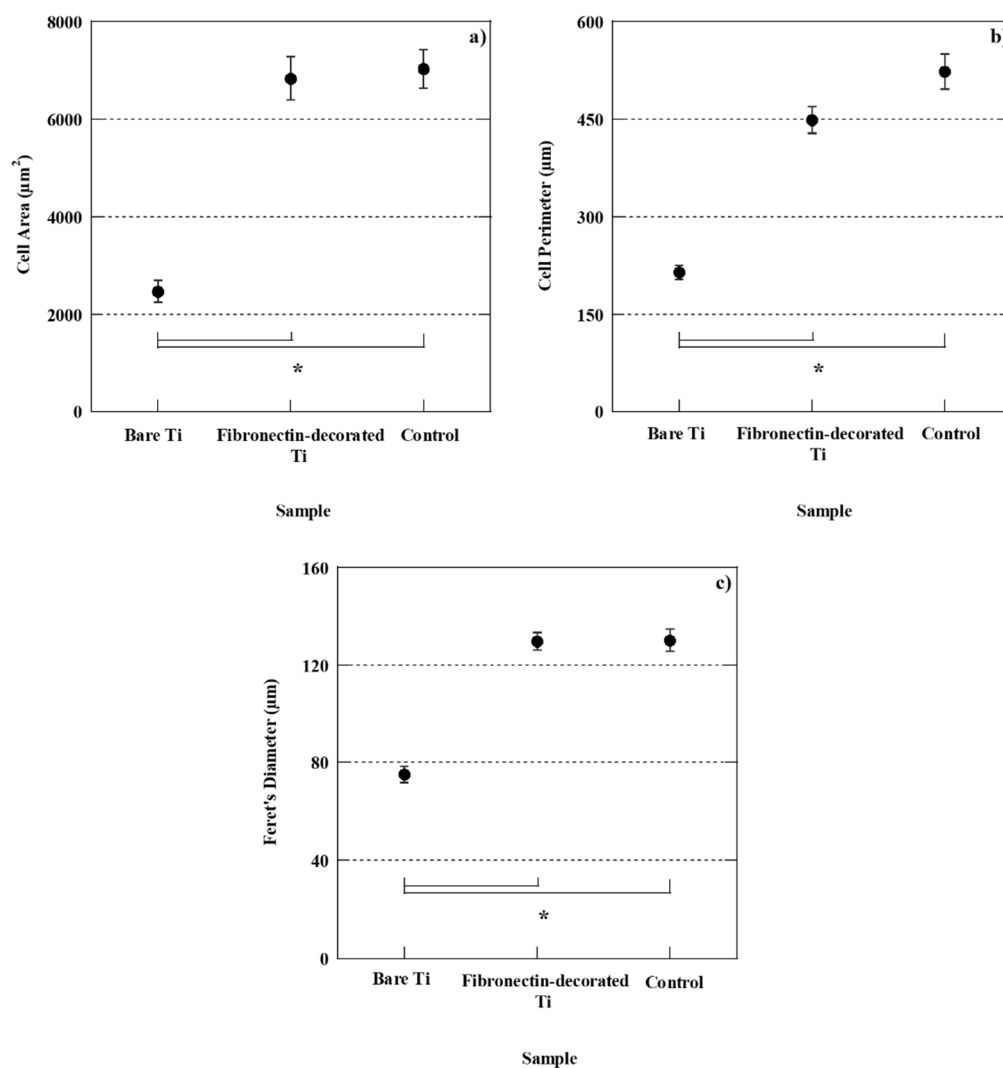 a)
8000
6000
4000
2000
0
Cell Area (µm²)
*
Bare Ti Fibronectin-decorated Control
Ti
Sample
b)
600
450
300
150
0
Cell Perimeter (µm)
*
Bare Ti Fibronectin-decorated Control
Ti
Sample
c)
160
120
80
40
0
Feret's Diameter (µm)
*
Bare Ti Fibronectin-decorated Control
Ti
Sample